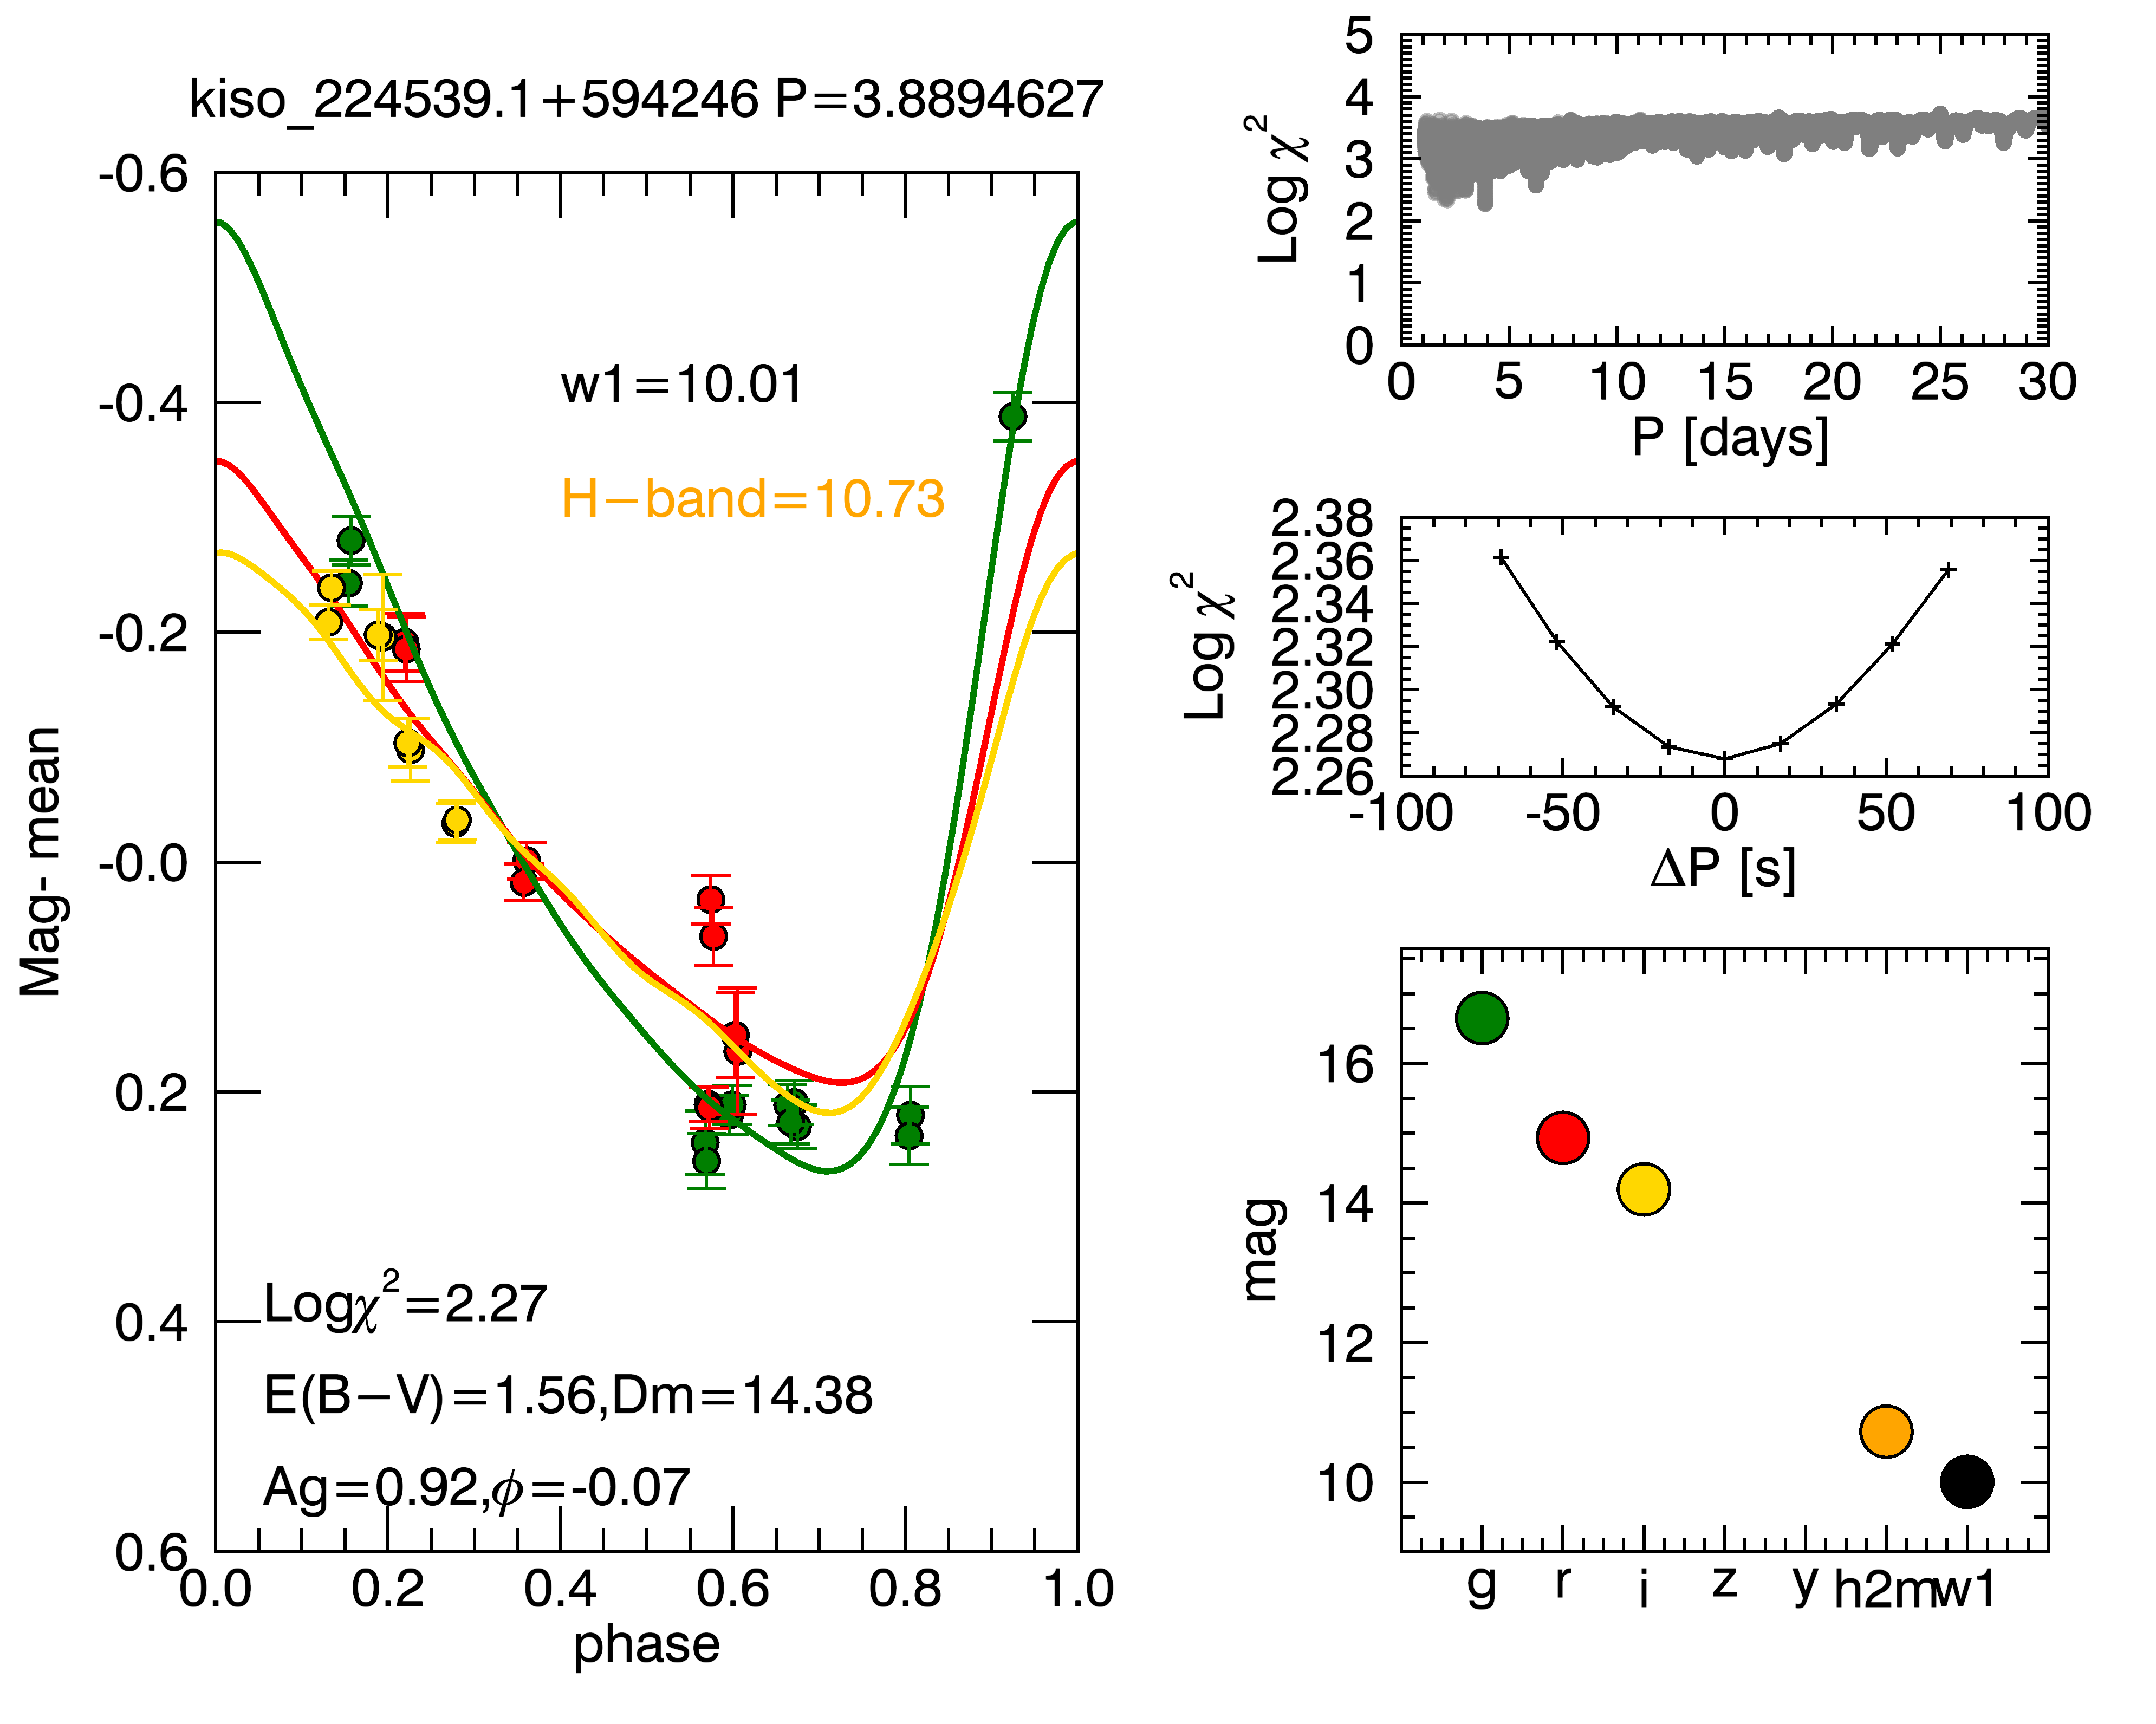 kiso_224539.1+594246 P=3.8894627
-0.6
-0.4
-0.2
-0.0
0.2
0.4
0.6
Mag- mean
w1=10.01
H−band=10.73
Logχ²=2.27
E(B−V)=1.56,Dm=14.38
Ag=0.92,ϕ=-0.07
0.0 0.2 0.4 0.6 0.8 1.0
phase
5
4
3
2
1
0
Log χ²
0 5 10 15 20 25 30
P [days]
2.38
2.36
2.34
2.32
2.30
2.28
2.26
Log χ²
-100 -50 0 50 100
ΔP [s]
16
14
12
10
mag
g r i z y h2mw1